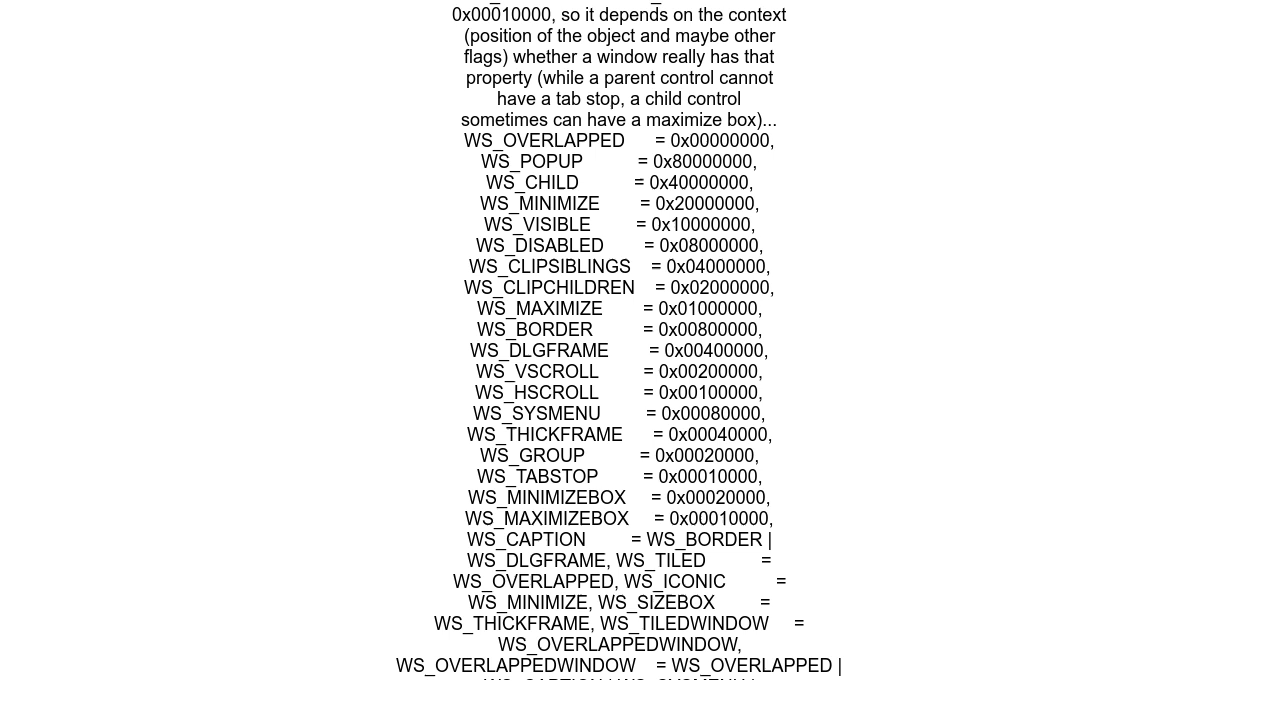 0x00010000, so it depends on the context
(position of the object and maybe other
flags) whether a window really has that
property (while a parent control cannot
have a tab stop, a child control
sometimes can have a maximize box)...
WS_OVERLAPPED      = 0x00000000,
WS_POPUP           = 0x80000000,
WS_CHILD           = 0x40000000,
WS_MINIMIZE        = 0x20000000,
WS_VISIBLE         = 0x10000000,
WS_DISABLED        = 0x08000000,
WS_CLIPSIBLINGS    = 0x04000000,
WS_CLIPCHILDREN    = 0x02000000,
WS_MAXIMIZE        = 0x01000000,
WS_BORDER          = 0x00800000,
WS_DLGFRAME        = 0x00400000,
WS_VSCROLL         = 0x00200000,
WS_HSCROLL         = 0x00100000,
WS_SYSMENU         = 0x00080000,
WS_THICKFRAME      = 0x00040000,
WS_GROUP           = 0x00020000,
WS_TABSTOP         = 0x00010000,
WS_MINIMIZEBOX     = 0x00020000,
WS_MAXIMIZEBOX     = 0x00010000,
WS_CAPTION         = WS_BORDER |
WS_DLGFRAME, WS_TILED           =
WS_OVERLAPPED, WS_ICONIC          =
WS_MINIMIZE, WS_SIZEBOX         =
WS_THICKFRAME, WS_TILEDWINDOW     =
WS_OVERLAPPEDWINDOW,
WS_OVERLAPPEDWINDOW    = WS_OVERLAPPED |